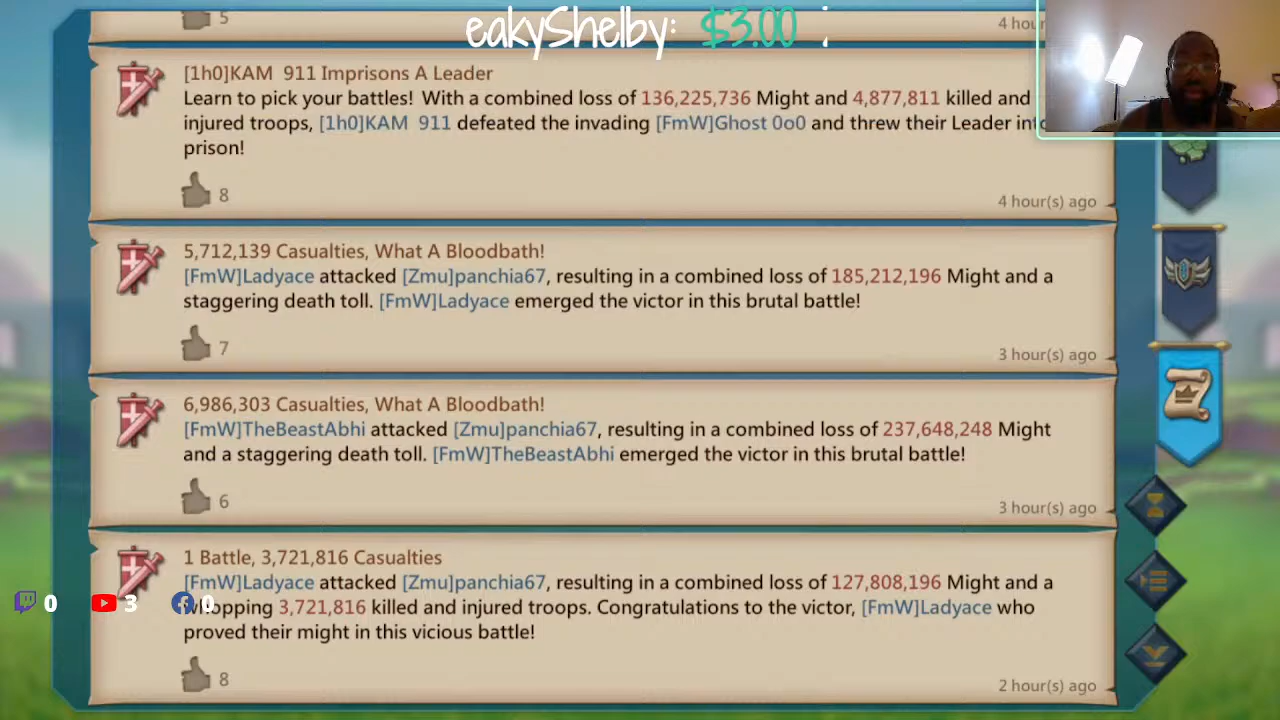 eakyShelby: $3.00
5
4 hour
[1h0]KAM 911 Imprisons A Leader
Learn to pick your battles! With a combined loss of 136,225,736 Might and 4,877,811 killed and
injured troops, [1h0]KAM 911 defeated the invading [FmW]Ghost 0o0 and threw their Leader into
prison!
8
4 hour(s) ago
5,712,139 Casualties, What A Bloodbath!
[FmW]Ladyace attacked [Zmu]panchia67, resulting in a combined loss of 185,212,196 Might and a
staggering death toll. [FmW]Ladyace emerged the victor in this brutal battle!
7
3 hour(s) ago
6,986,303 Casualties, What A Bloodbath!
[FmW]TheBeastAbhi attacked [Zmu]panchia67, resulting in a combined loss of 237,648,248 Might
and a staggering death toll. [FmW]TheBeastAbhi emerged the victor in this brutal battle!
6
3 hour(s) ago
1 Battle, 3,721,816 Casualties
[FmW]Ladyace attacked [Zmu]panchia67, resulting in a combined loss of 127,808,196 Might and a
whopping 3,721,816 killed and injured troops. Congratulations to the victor, [FmW]Ladyace who
proved their might in this vicious battle!
0 3 0
8
2 hour(s) ago